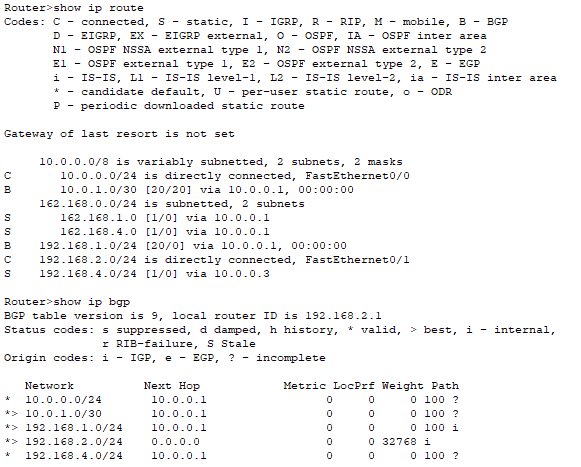 Router>show ip route
Codes: C - connected, S - static, I - IGRP, R - RIP, M - mobile, B - BGP
       D - EIGRP, EX - EIGRP external, O - OSPF, IA - OSPF inter area
       N1 - OSPF NSSA external type 1, N2 - OSPF NSSA external type 2
       E1 - OSPF external type 1, E2 - OSPF external type 2, E - EGP
       i - IS-IS, L1 - IS-IS level-1, L2 - IS-IS level-2, ia - IS-IS inter area
       * - candidate default, U - per-user static route, o - ODR
       P - periodic downloaded static route
Gateway of last resort is not set
     10.0.0.0/8 is variably subnetted, 2 subnets, 2 masks
C       10.0.0.0/24 is directly connected, FastEthernet0/0
B       10.0.1.0/30 [20/20] via 10.0.0.1, 00:00:00
     162.168.0.0/24 is subnetted, 2 subnets
S       162.168.1.0 [1/0] via 10.0.0.1
S       162.168.4.0 [1/0] via 10.0.0.1
B    192.168.1.0/24 [20/0] via 10.0.0.1, 00:00:00
C    192.168.2.0/24 is directly connected, FastEthernet0/1
S    192.168.4.0/24 [1/0] via 10.0.0.3
Router>show ip bgp
BGP table version is 9, local router ID is 192.168.2.1
Status codes: s suppressed, d damped, h history, * valid, > best, i - internal,
              r RIB-failure, S Stale
Origin codes: i - IGP, e - EGP, ? - incomplete
   Network          Next Hop            Metric LocPrf Weight Path
*  10.0.0.0/24      10.0.0.1                 0      0      0 100 ?
*> 10.0.1.0/30      10.0.0.1                 0      0      0 100 ?
*> 192.168.1.0/24   10.0.0.1                 0      0      0 100 i
*> 192.168.2.0/24   0.0.0.0                  0      0  32768 i
*  192.168.4.0/24   10.0.0.1                 0      0      0 100 ?